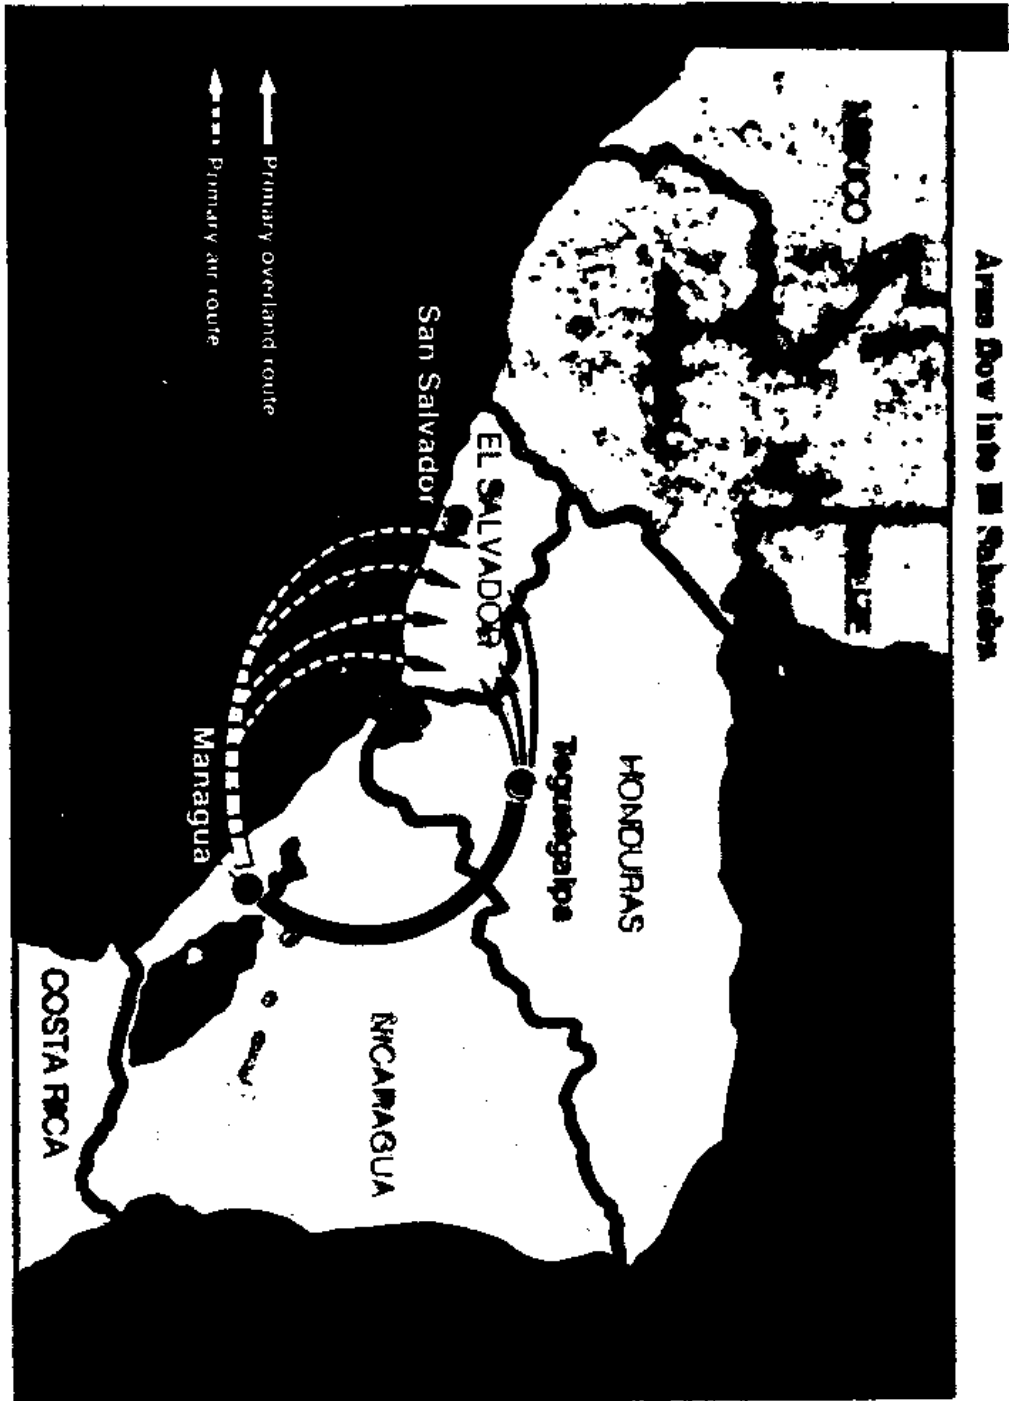 Arms flow into El Salvador
MEXICO
HONDURAS
Tegucigalpa
EL SALVADOR
San Salvador
NICARAGUA
Managua
COSTA RICA
Primary overland route
Primary air route